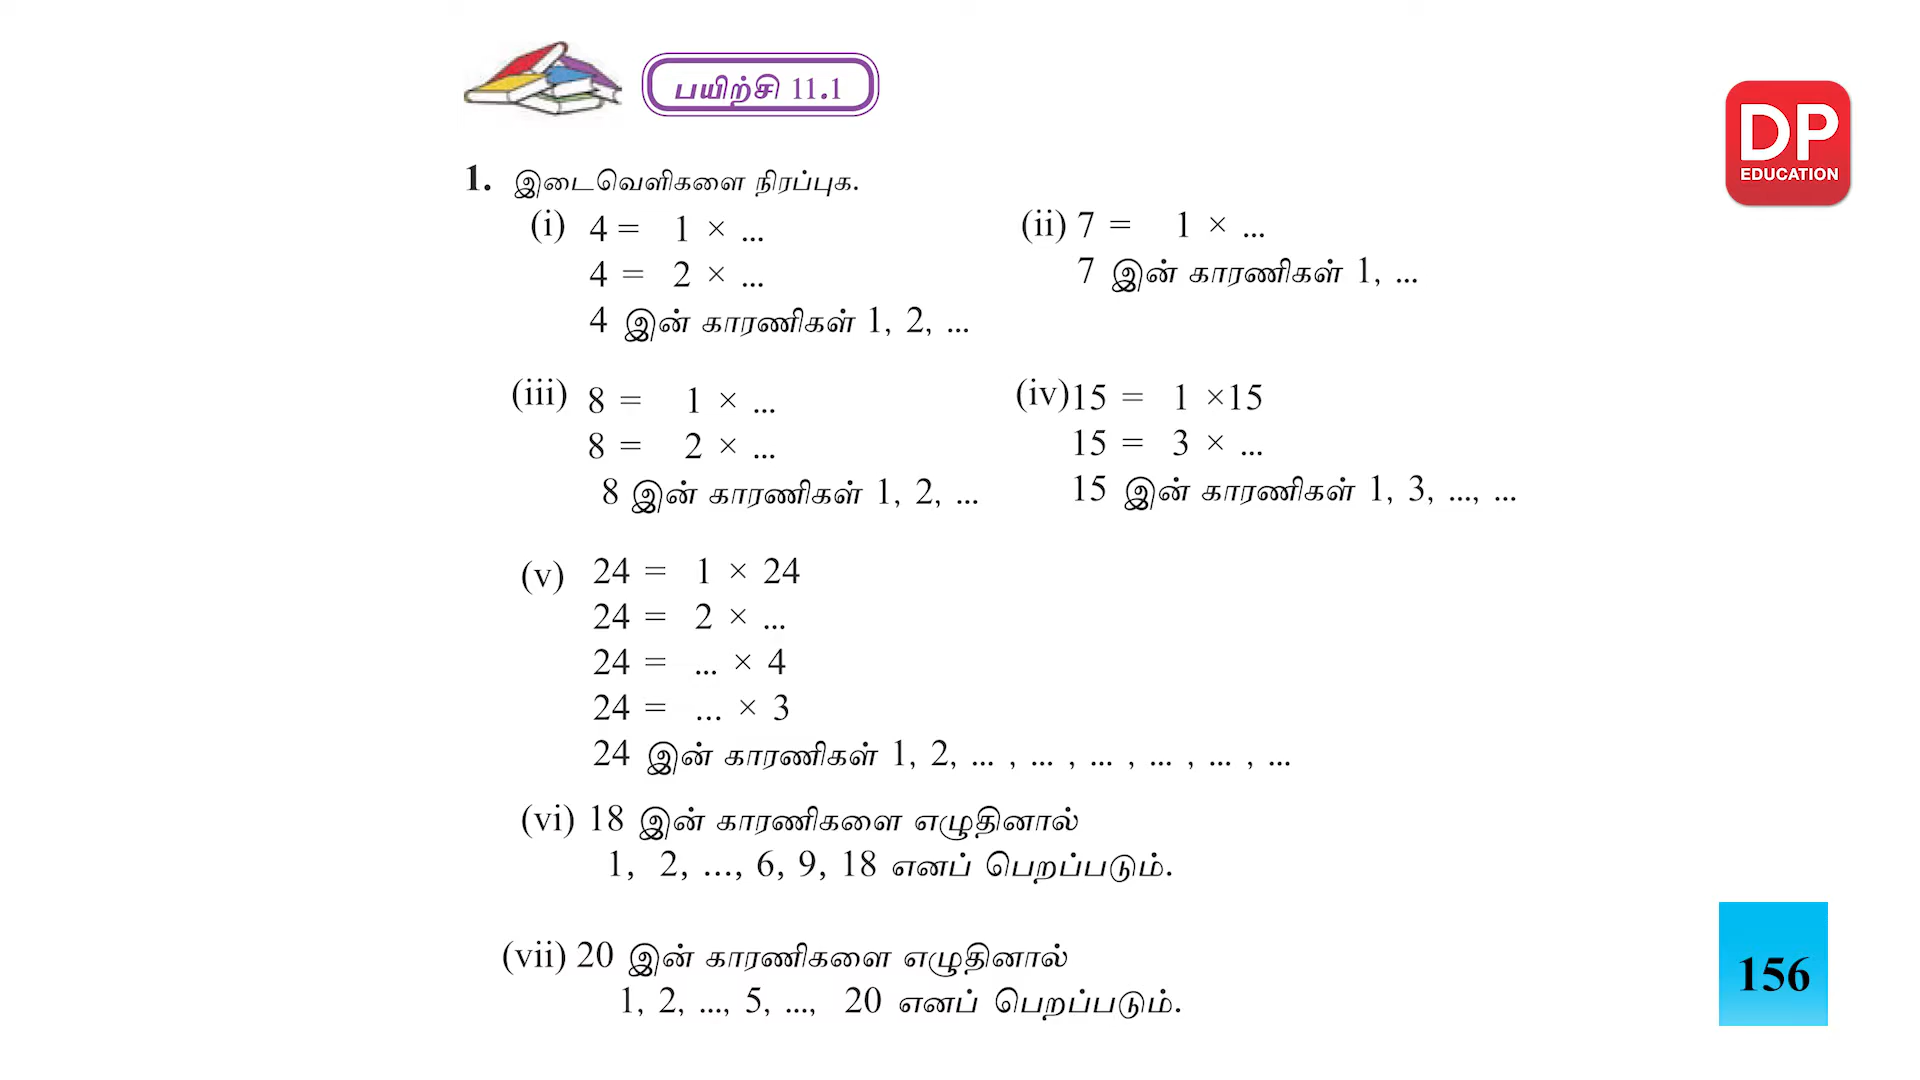 பயிற்சி 11.1
DP
EDUCATION
1. இடைவெளிகளை நிரப்புக.
(i) 4 = 1 × ...
4 = 2 × ...
4 இன் காரணிகள் 1, 2, ...
(ii) 7 = 1 × ...
7 இன் காரணிகள் 1, ...
(iii) 8 = 1 × ...
8 = 2 × ...
8 இன் காரணிகள் 1, 2, ...
(iv) 15 = 1 ×15
15 = 3 × ...
15 இன் காரணிகள் 1, 3, ..., ...
(v) 24 = 1 × 24
24 = 2 × ...
24 = ... × 4
24 = ... × 3
24 இன் காரணிகள் 1, 2, ... , ... , ... , ... , ... , ...
(vi) 18 இன் காரணிகளை எழுதினால்
1, 2, ..., 6, 9, 18 எனப் பெறப்படும்.
(vii) 20 இன் காரணிகளை எழுதினால்
1, 2, ..., 5, ..., 20 எனப் பெறப்படும்.
156